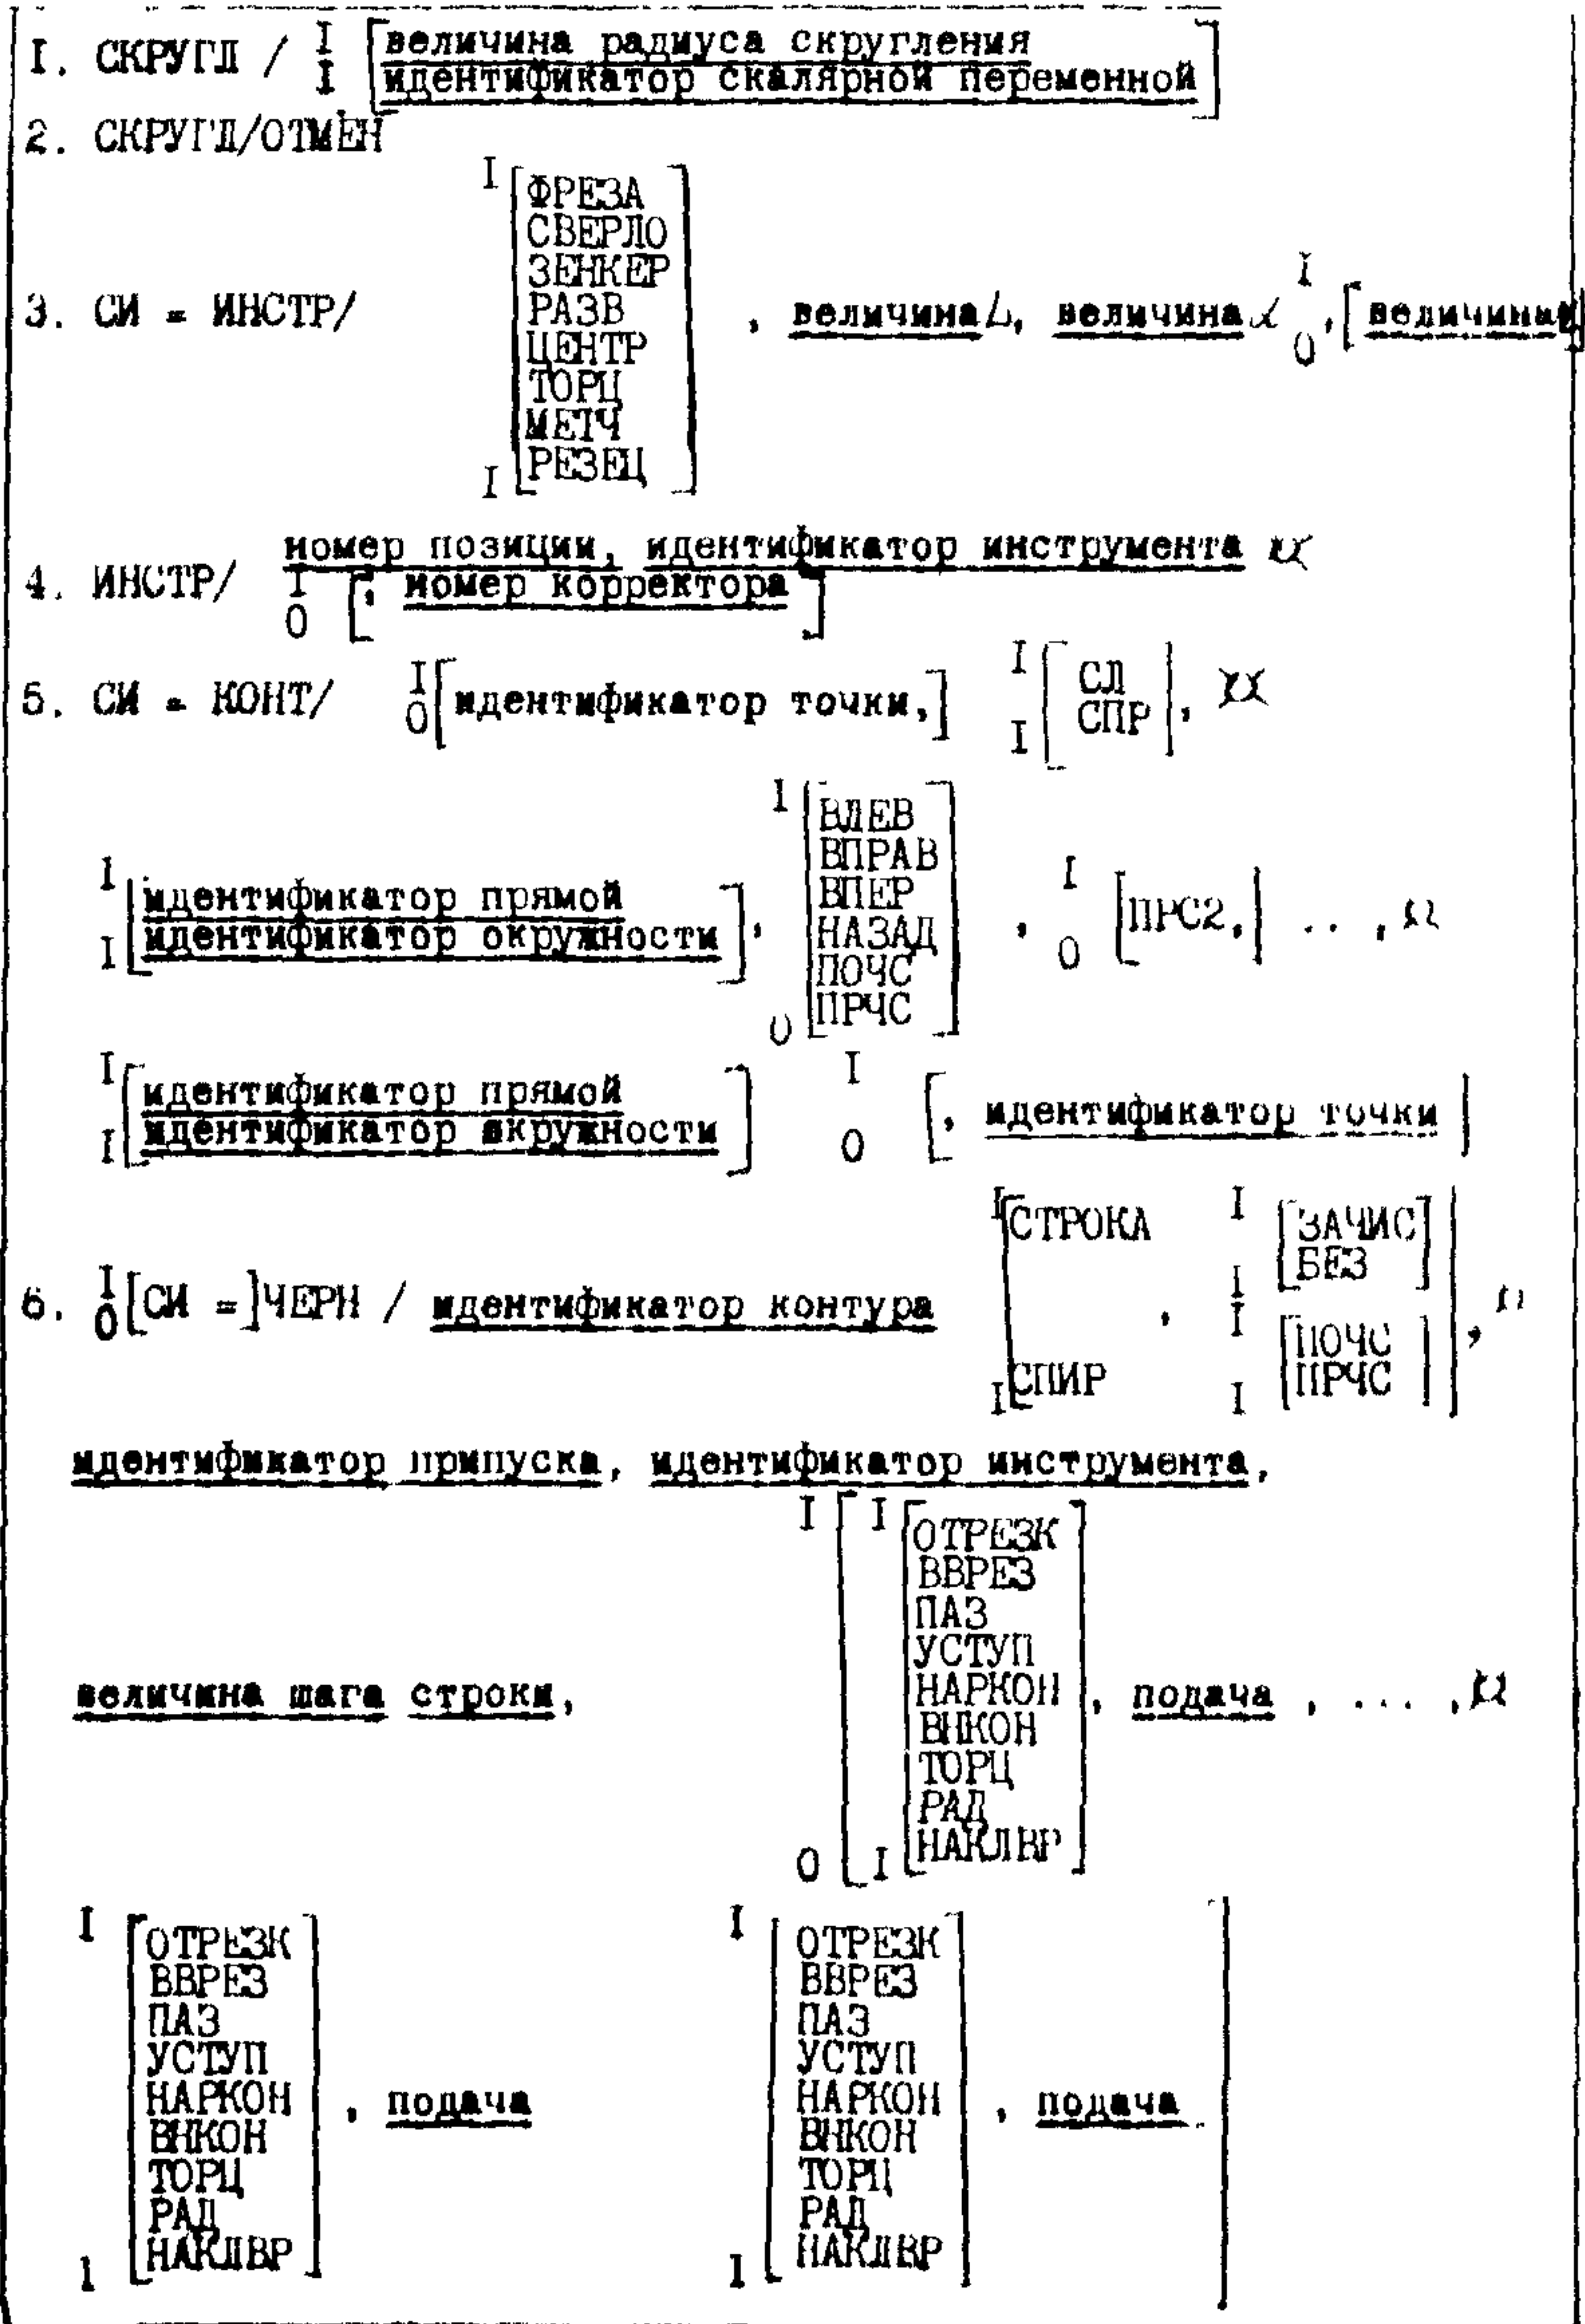 I. СКРУГЛ / I I [величина радиуса скругления
идентификатор скалярной переменной]
2. СКРУГЛ/ОТМЕН
3. СИ = ИНСТР/ I I [ФРЕЗА
СВЕРЛО
ЗЕНКЕР
РАЗВ
ЦЕНТР
ТОРЦ
МЕТЧ
РЕЗЕЦ] , величина L, величина α I 0 ,[величина
4. ИНСТР/ номер позиции, идентификатор инструмента
I 0 [, номер корректора]
5. СИ = КОНТ/ I 0 [идентификатор точки,] I I [СЛ
СПР],
I I [идентификатор прямой
идентификатор окружности], I 0 [ВЛЕВ
ВПРАВ
ВПЕР
НАЗАД
ПОЧС
ПРЧС] , I 0 [ПРС2,] .. ,
I I [идентификатор прямой
идентификатор окружности] I 0 [, идентификатор точки]
6. I 0 [СИ =]ЧЕРН / идентификатор контура I I [СТРОКА , I I [ЗАЧИС
БЕЗ]
СПИР I I [ПОЧС
ПРЧС]],
идентификатор припуска, идентификатор инструмента,
величина шага строки, I 0 [ I I [ОТРЕЗК
ВВРЕЗ
ПАЗ
УСТУП
НАРКОН
ВНКОН
ТОРЦ
РАД
НАКЛВР], подача , ... ,
I 1 [ОТРЕЗК
ВВРЕЗ
ПАЗ
УСТУП
НАРКОН
ВНКОН
ТОРЦ
РАД
НАКЛВР] , подача
I I [ОТРЕЗК
ВВРЕЗ
ПАЗ
УСТУП
НАРКОН
ВНКОН
ТОРЦ
РАД
НАКЛВР] , подача ]